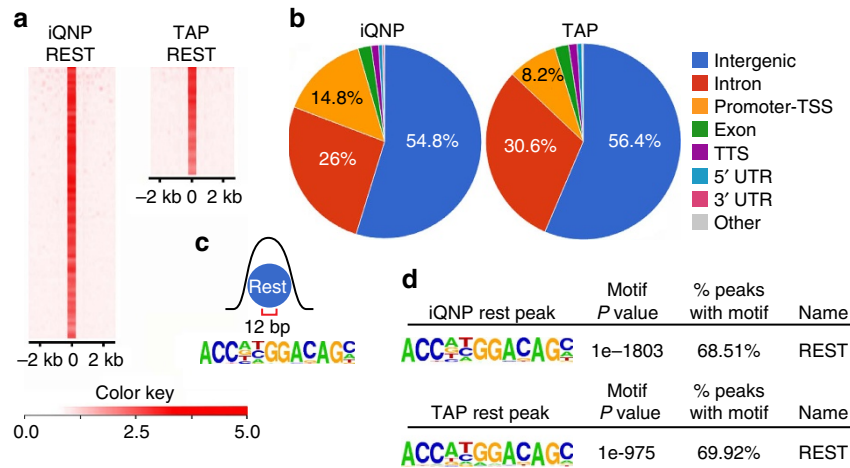 a
iQNP
REST
TAP
REST
–2 kb 0 2 kb
–2 kb 0 2 kb
Color key
0.0 2.5 5.0
b
iQNP
TAP
14.8%
26%
54.8%
8.2%
30.6%
56.4%
Intergenic
Intron
Promoter-TSS
Exon
TTS
5′ UTR
3′ UTR
Other
c
Rest
12 bp
d
iQNP rest peak Motif P value % peaks with motif Name
ACC GGACAGC 1e–1803 68.51% REST
TAP rest peak Motif P value % peaks with motif Name
ACC GGACAGC 1e-975 69.92% REST